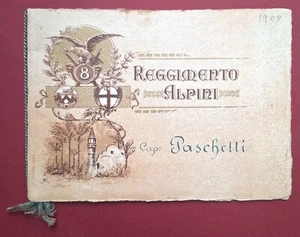 1908
8
REGGIMENTO
ALPINI
Cap. Paschetti